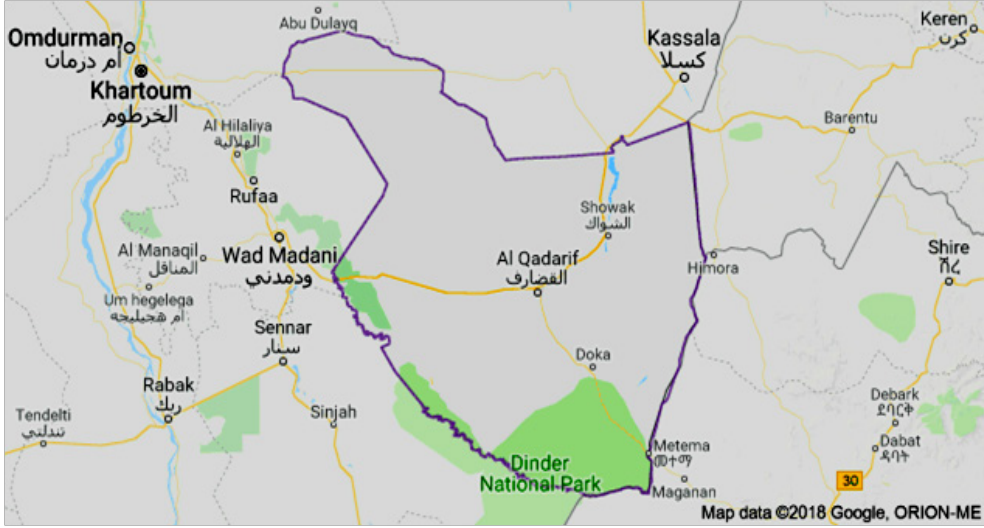 Abu Dulayq
Keren
كرن
Omdurman
أم درمان
Kassala
كسلا
Khartoum
الخرطوم
Al Hilaliya
الهلالية
Barentu
Rufaa
Showak
الشواك
Al Manaqil
المناقل
Wad Madani
ودمدني
Al Qadarif
القضارف
Himora
Shire
ሽረ
Um hegelega
ام هجيليجه
Sennar
سنار
Doka
Rabak
ربك
Debark
ደባርቅ
Tendelti
تندلتي
Sinjah
Metema
መተማ
Dabat
ዳባት
Dinder
National Park
Maganan
30
Map data ©2018 Google, ORION-ME